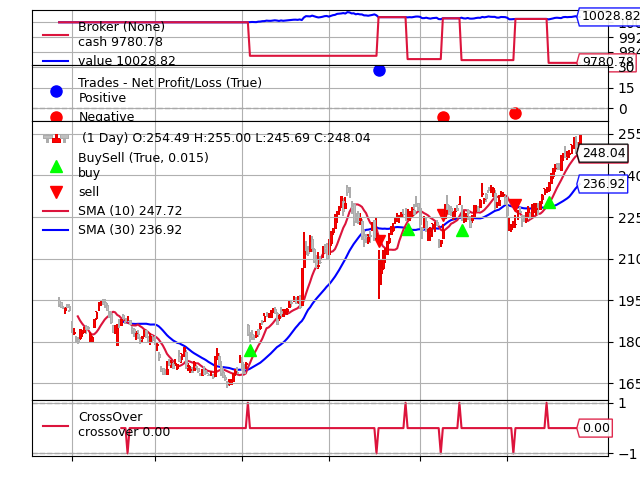 Broker (None)
cash 9780.78
value 10028.82
10028.82
992
984
9780.78
Trades - Net Profit/Loss (True)
Positive
Negative
30
15
0
(1 Day) O:254.49 H:255.00 L:245.69 C:248.04
BuySell (True, 0.015)
buy
sell
SMA (10) 247.72
SMA (30) 236.92
255
248.04
240
236.92
225
210
195
180
165
CrossOver
crossover 0.00
1
0.00
−1